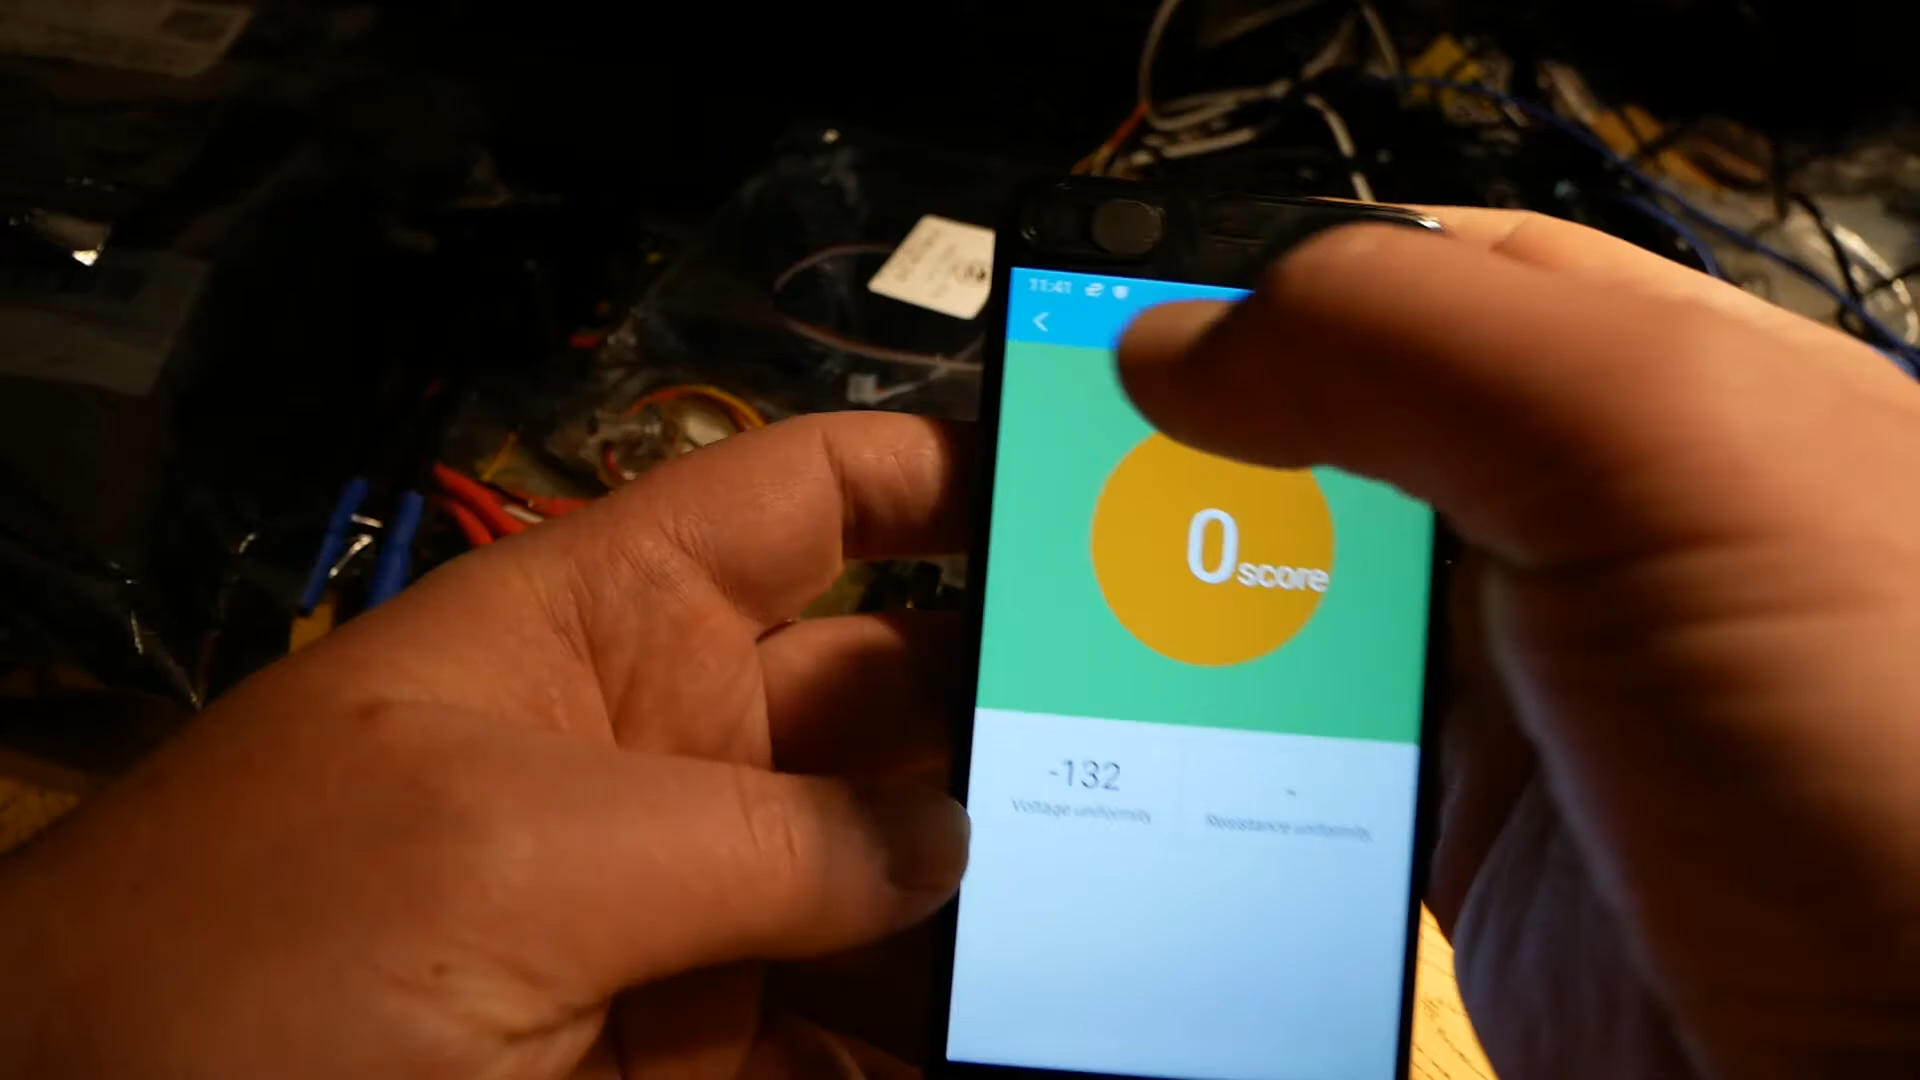 11:41
0 score
-132
-
Voltage uniformity
Resistance uniformity